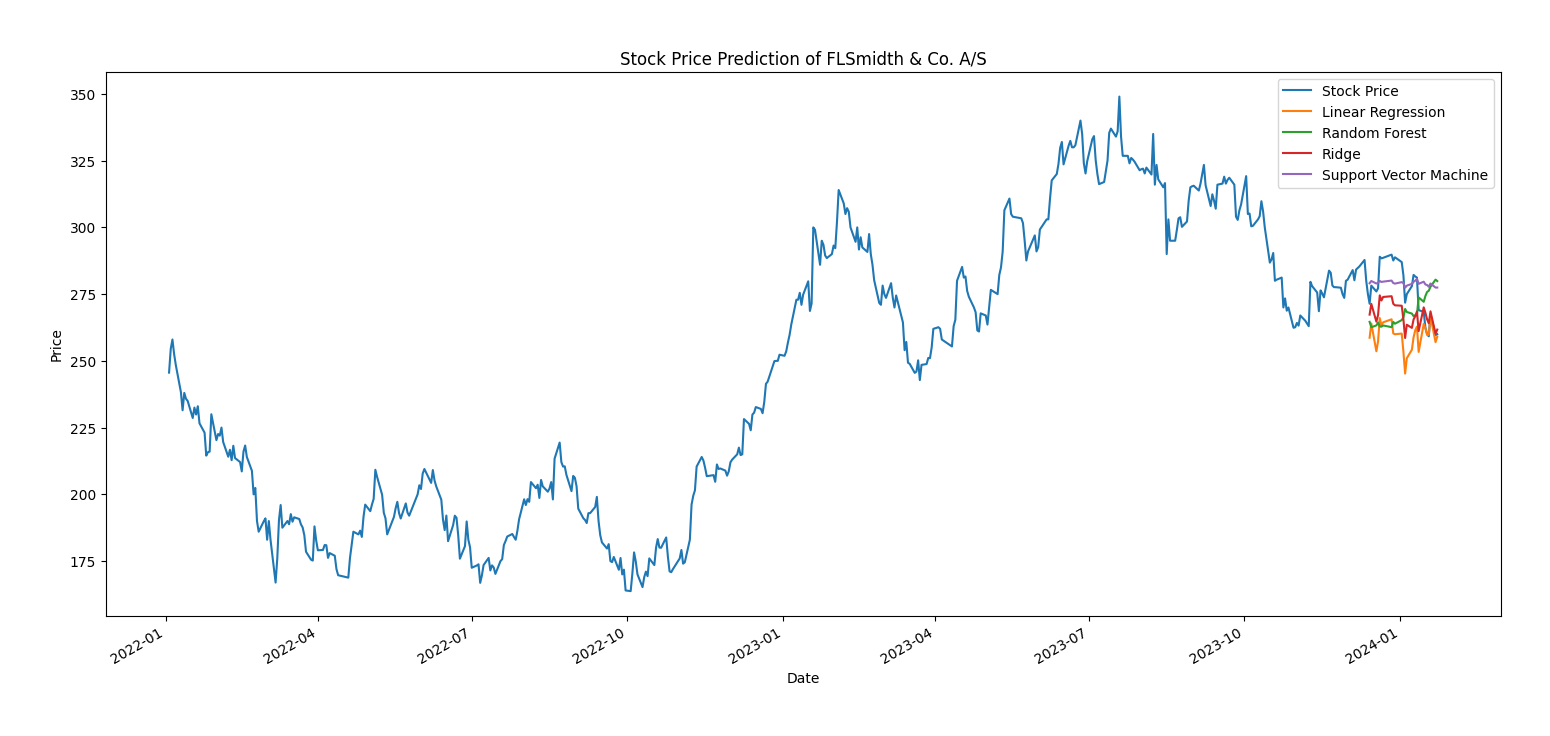 Stock Price Prediction of FLSmidth & Co. A/S
Stock Price
Linear Regression
Random Forest
Ridge
Support Vector Machine
350
325
300
275
250
225
200
175
Price
2022-01
2022-04
2022-07
2022-10
2023-01
2023-04
2023-07
2023-10
2024-01
Date